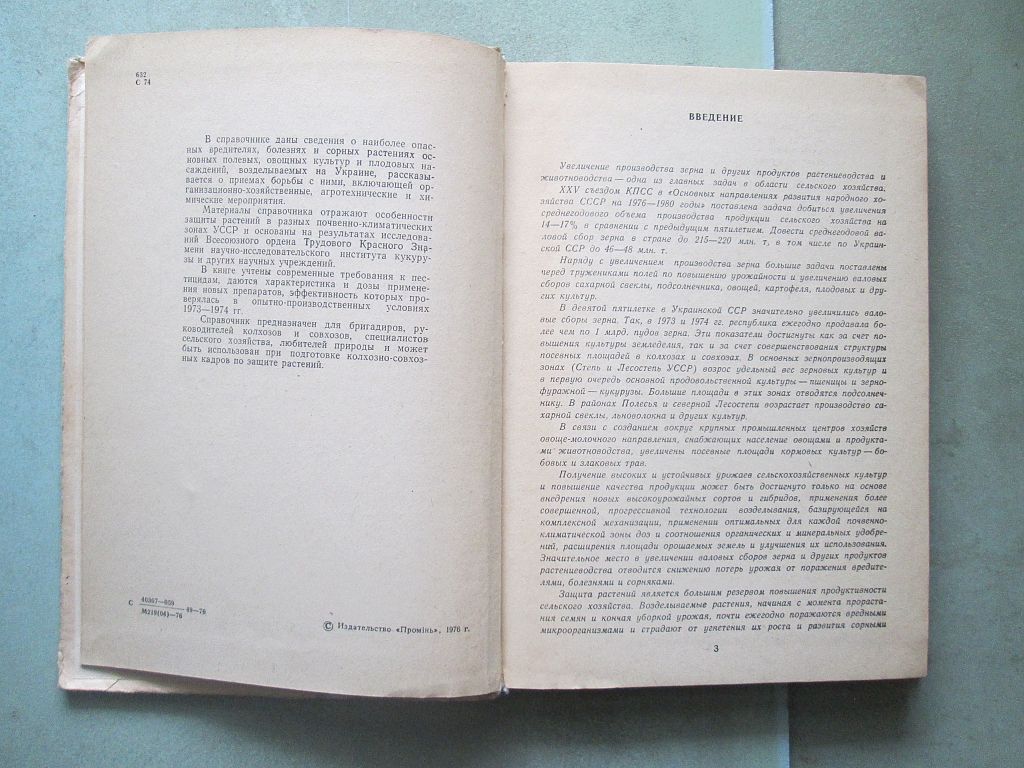 632
С 74
В справочнике даны сведения о наиболее опас-
ных вредителях, болезнях и сорных растениях ос-
новных полевых, овощных культур и плодовых на-
саждений, возделываемых на Украине, рассказы-
вается о приемах борьбы с ними, включающей ор-
ганизационно-хозяйственные, агротехнические и хи-
мические мероприятия.
Материалы справочника отражают особенности
защиты растений в разных почвенно-климатических
зонах УССР и основаны на результатах исследова-
ний Всесоюзного ордена Трудового Красного Зна-
мени научно-исследовательского института кукуру-
зы и других научных учреждений.
В книге учтены современные требования к пес-
тицидам, даются характеристика и дозы примене-
ния новых препаратов, эффективность которых про-
верялась в опытно-производственных условиях
1973—1974 гг.
Справочник предназначен для бригадиров, ру-
ководителей колхозов и совхозов, специалистов
сельского хозяйства, любителей природы и может
быть использован при подготовке колхозно-совхоз-
ных кадров по защите растений.
С 40307—059 49—76
М219(04)—76
© Издательство «Промінь», 1976 г.
ВВЕДЕНИЕ
Увеличение производства зерна и других продуктов растениеводства и
животноводства — одна из главных задач в области сельского хозяйства.
XXV съездом КПСС в «Основных направлениях развития народного хо-
зяйства СССР на 1976—1980 годы» поставлена задача добиться увеличения
среднегодового объема производства продукции сельского хозяйства на
14—17% в сравнении с предыдущим пятилетием. Довести среднегодовой ва-
ловой сбор зерна в стране до 215—220 млн. т, в том числе по Украин-
ской ССР до 46—48 млн. т.
Наряду с увеличением производства зерна большие задачи поставлены
перед тружениками полей по повышению урожайности и увеличению валовых
сборов сахарной свеклы, подсолнечника, овощей, картофеля, плодовых и дру-
гих культур.
В девятой пятилетке в Украинской ССР значительно увеличились вало-
вые сборы зерна. Так, в 1973 и 1974 гг. республика ежегодно продавала бо-
лее чем по 1 млрд. пудов зерна. Эти показатели достигнуты как за счет по-
вышения культуры земледелия, так и за счет совершенствования структуры
посевных площадей в колхозах и совхозах. В основных зернопроизводящих
зонах (Степь и Лесостепь УССР) возрос удельный вес зерновых культур и
в первую очередь основной продовольственной культуры — пшеницы и зерно-
фуражной — кукурузы. Большие площади в этих зонах отводятся подсолнеч-
нику. В районах Полесья и северной Лесостепи возрастает производство са-
харной свеклы, льноволокна и других культур.
В связи с созданием вокруг крупных промышленных центров хозяйств
овоще-молочного направления, снабжающих население овощами и продукта-
ми животноводства, увеличены посевные площади кормовых культур — бо-
бовых и злаковых трав.
Получение высоких и устойчивых урожаев сельскохозяйственных культур
и повышение качества продукции может быть достигнуто только на основе
внедрения новых высокоурожайных сортов и гибридов, применения более
совершенной, прогрессивной технологии возделывания, базирующейся на
комплексной механизации, применении оптимальных для каждой почвенно-
климатической зоны доз и соотношения органических и минеральных удобре-
ний, расширения площади орошаемых земель и улучшения их использования.
Значительное место в увеличении валовых сборов зерна и других продуктов
растениеводства отводится снижению потерь урожая от поражения вредите-
лями, болезнями и сорняками.
Защита растений является большим резервом повышения продуктивности
сельского хозяйства. Возделываемые растения, начиная с момента прораста-
ния семян и кончая уборкой урожая, почти ежегодно поражаются вредными
микроорганизмами и страдают от угнетения их роста и развития сорными
3